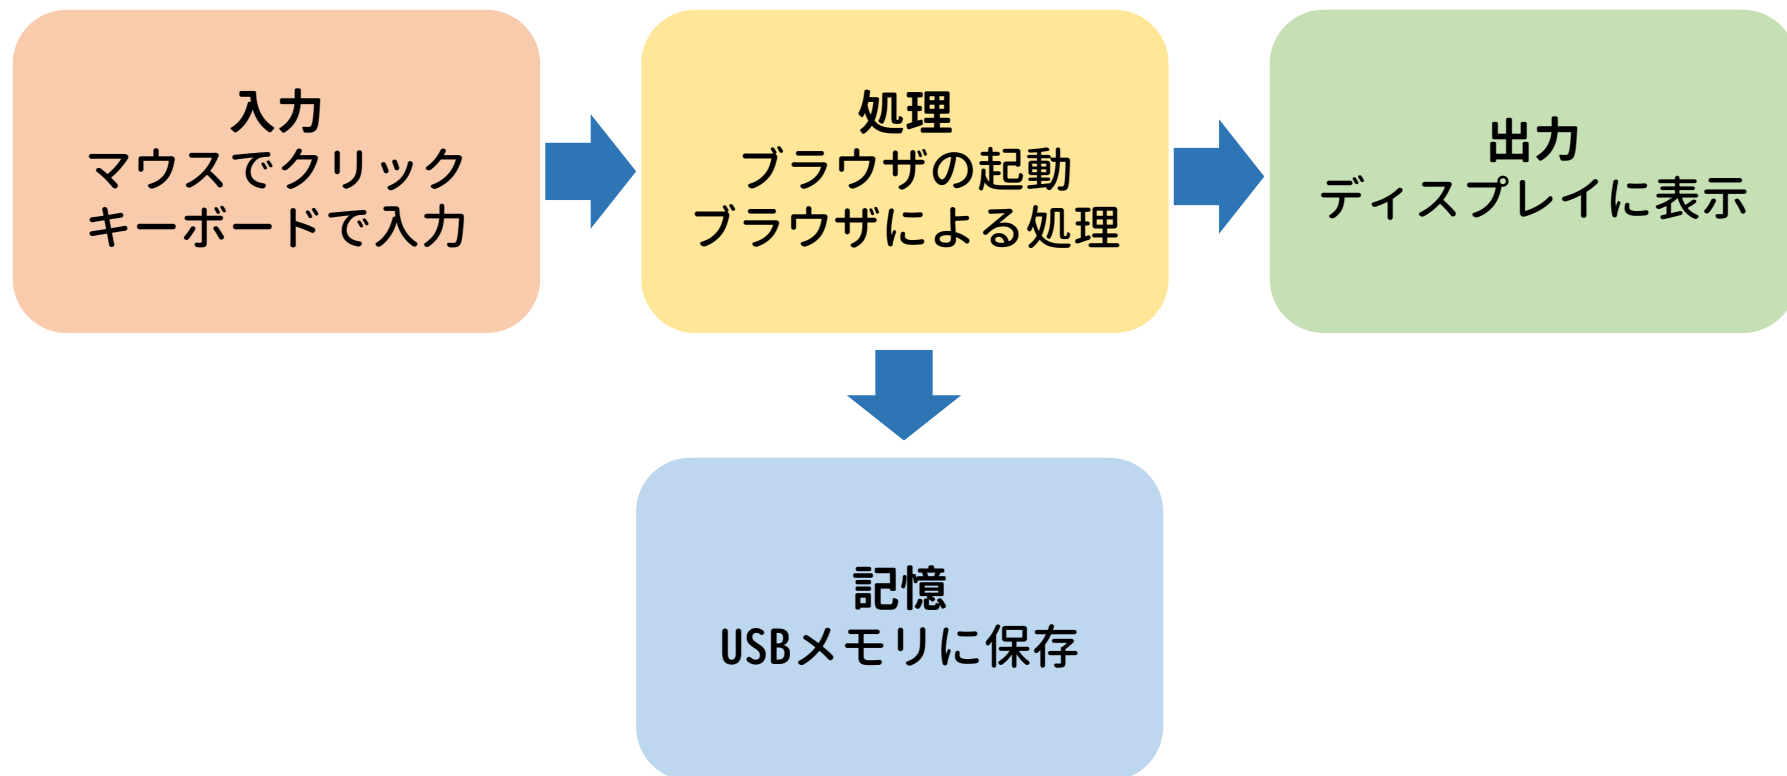 入力
マウスでクリック
キーボードで入力
処理
ブラウザの起動
ブラウザによる処理
出力
ディスプレイに表示
記憶
USBメモリに保存